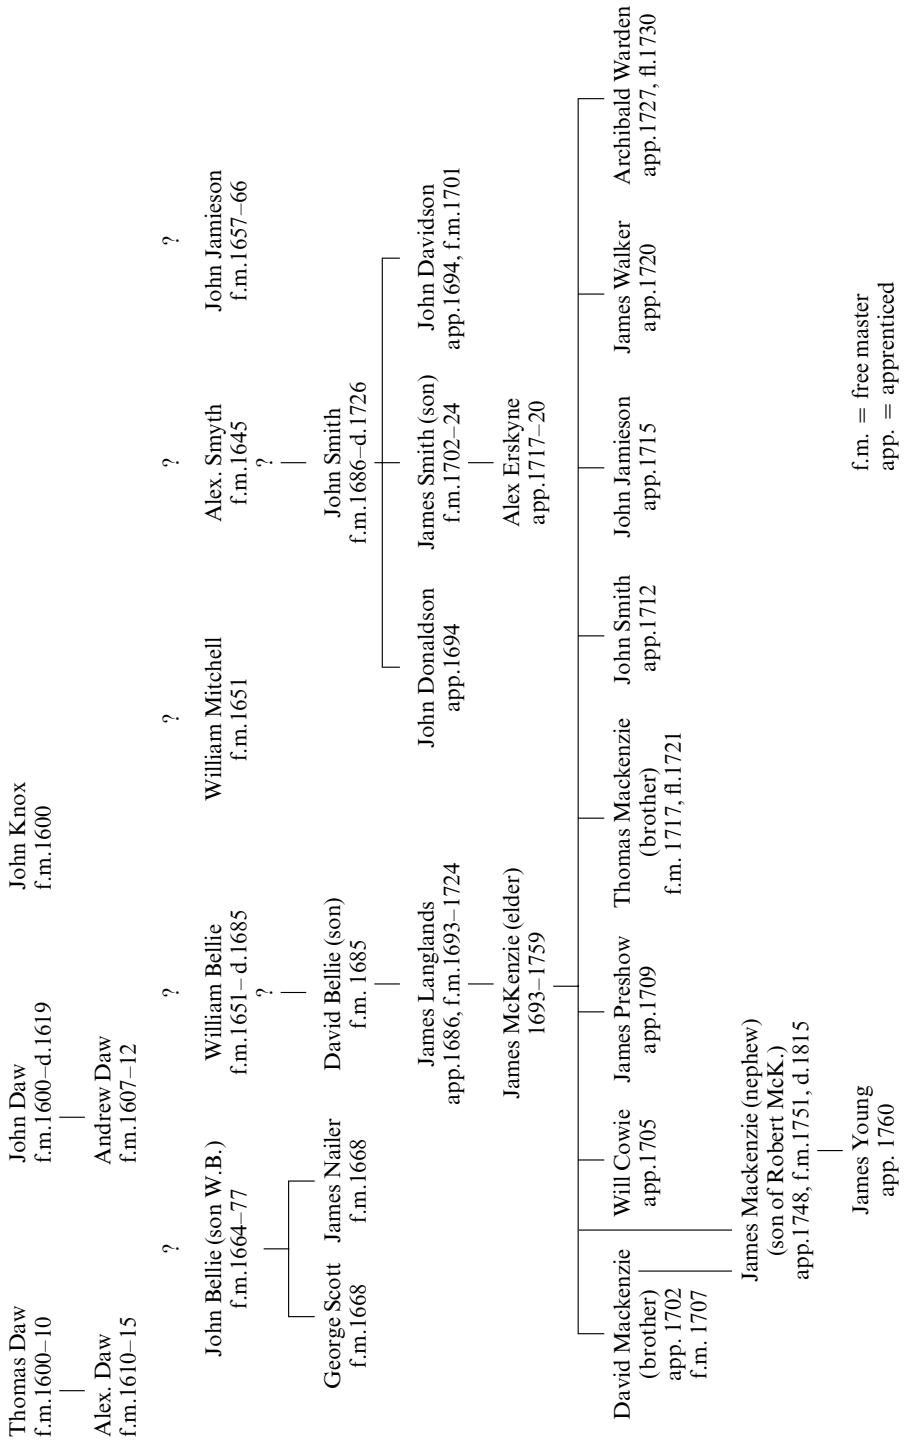 Thomas Daw
f.m.1600–10
John Daw
f.m.1600–d.1619
John Knox
f.m.1600
Alex. Daw
f.m.1610–15
Andrew Daw
f.m.1607–12
?
?
?
?
?
John Bellie (son W.B.)
f.m.1664–77
William Bellie
f.m.1651– d.1685
?
William Mitchell
f.m.1651
Alex. Smyth
f.m.1645
?
John Jamieson
f.m.1657–66
George Scott
f.m.1668
James Nailer
f.m.1668
David Bellie (son)
f.m. 1685
John Smith
f.m.1686–d.1726
James Langlands
app.1686, f.m.1693–1724
John Donaldson
app.1694
James Smith (son)
f.m.1702–24
John Davidson
app.1694, f.m.1701
James McKenzie (elder)
1693–1759
Alex Erskyne
app.1717–20
David Mackenzie
(brother)
app. 1702
f.m. 1707
Will Cowie
app.1705
James Preshow
app.1709
Thomas Mackenzie
(brother)
f.m. 1717, fl.1721
John Smith
app.1712
John Jamieson
app.1715
James Walker
app.1720
Archibald Warden
app.1727, fl.1730
James Mackenzie (nephew)
(son of Robert McK.)
app.1748, f.m.1751, d.1815
James Young
app. 1760
f.m. = free master
app. = apprenticed